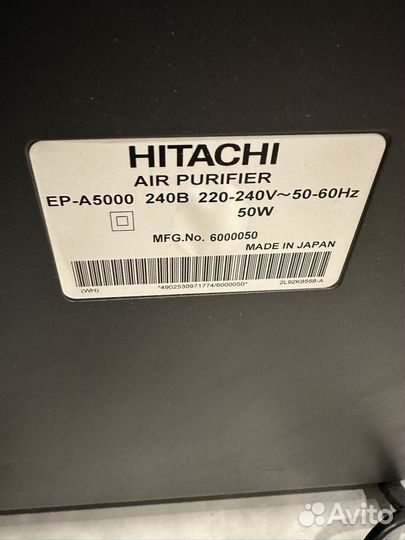 HITACHI
AIR PURIFIER
EP-A5000 240B 220-240V~50-60Hz
50W
MFG.No. 6000050
MADE IN JAPAN
(WH) *4902530971774/6000050* 2L92K8568-A
Avito